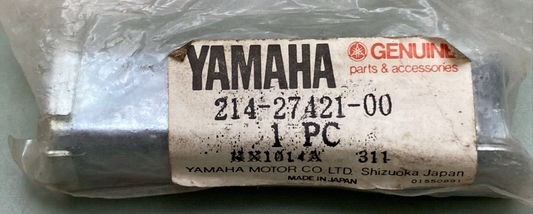 YAMAHA GENUINE
parts & accessories
214-27421-00
1 PC
311
YAMAHA MOTOR CO. LTD. Shizuoka Japan
MADE IN JAPAN